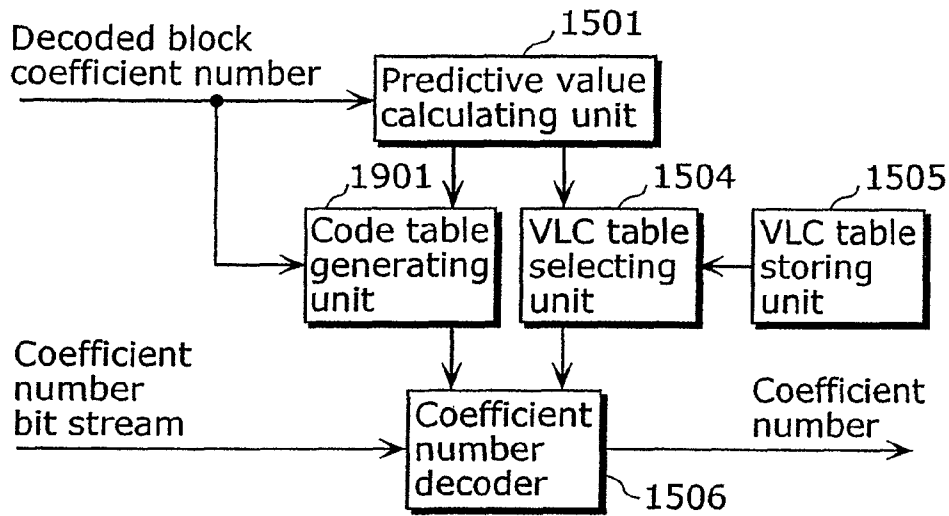 1501
Decoded block
coefficient number
Predictive value
calculating unit
1901
1504
1505
Code table
generating
unit
VLC table
selecting
unit
VLC table
storing
unit
Coefficient
number
bit stream
Coefficient
number
decoder
Coefficient
number
1506